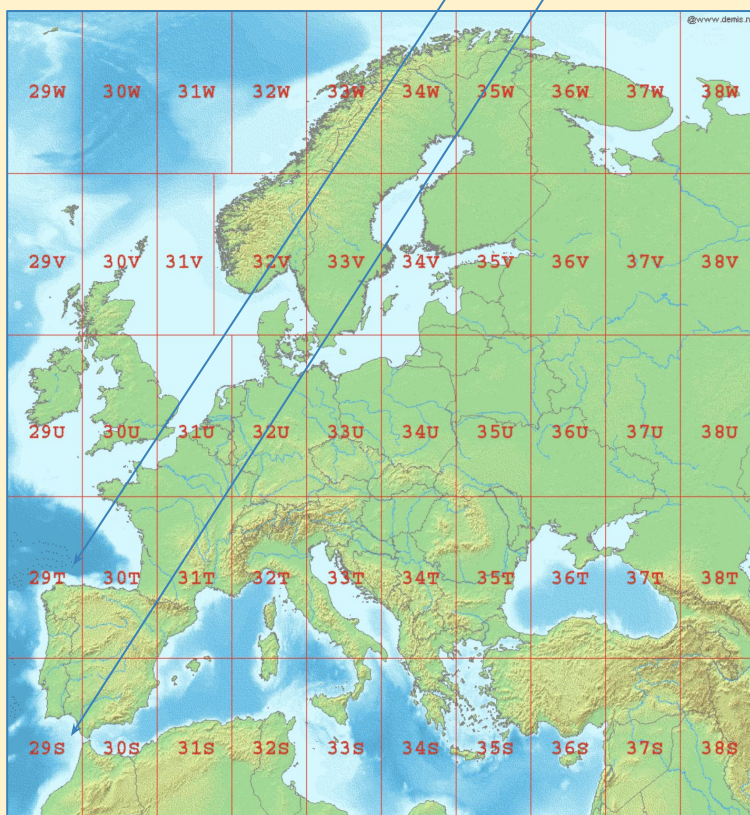 @www.demis.n
29W 30W 31W 32W 33W 34W 35W 36W 37W 38W
29V 30V 31V 32V 33V 34V 35V 36V 37V 38V
29U 30U 31U 32U 33U 34U 35U 36U 37U 38U
29T 30T 31T 32T 33T 34T 35T 36T 37T 38T
29S 30S 31S 32S 33S 34S 35S 36S 37S 38S